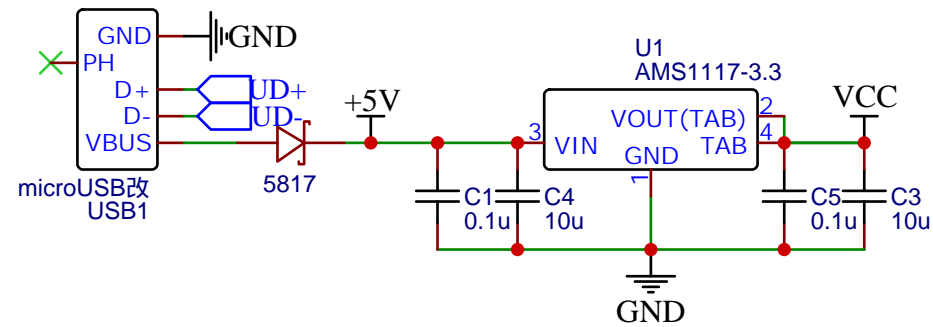 GND
GND
PH
D+
UD+
D-
UD-
VBUS
microUSB改
USB1
5817
+5V
C1
0.1u
C4
10u
U1
AMS1117-3.3
3
VIN
VOUT(TAB)
2
GND
TAB
4
1
VCC
C5
0.1u
C3
10u
GND